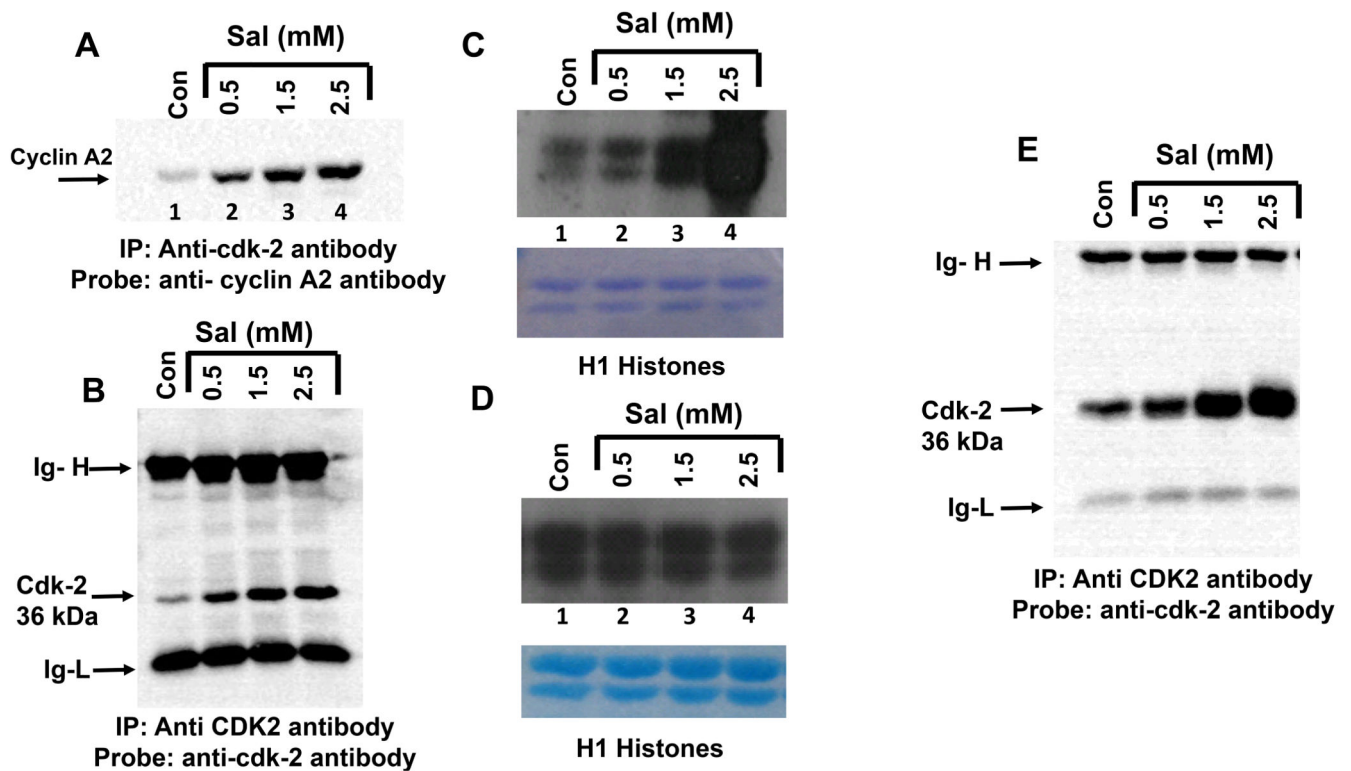 A
Sal (mM)
Con
0.5
1.5
2.5
Cyclin A2
1 2 3 4
IP: Anti-cdk-2 antibody
Probe: anti- cyclin A2 antibody
B
Sal (mM)
Con
0.5
1.5
2.5
Ig- H
Cdk-2
36 kDa
Ig-L
IP: Anti CDK2 antibody
Probe: anti-cdk-2 antibody
C
Sal (mM)
Con
0.5
1.5
2.5
1 2 3 4
H1 Histones
D
Sal (mM)
Con
0.5
1.5
2.5
1 2 3 4
H1 Histones
E
Sal (mM)
Con
0.5
1.5
2.5
Ig- H
Cdk-2
36 kDa
Ig-L
IP: Anti CDK2 antibody
Probe: anti-cdk-2 antibody